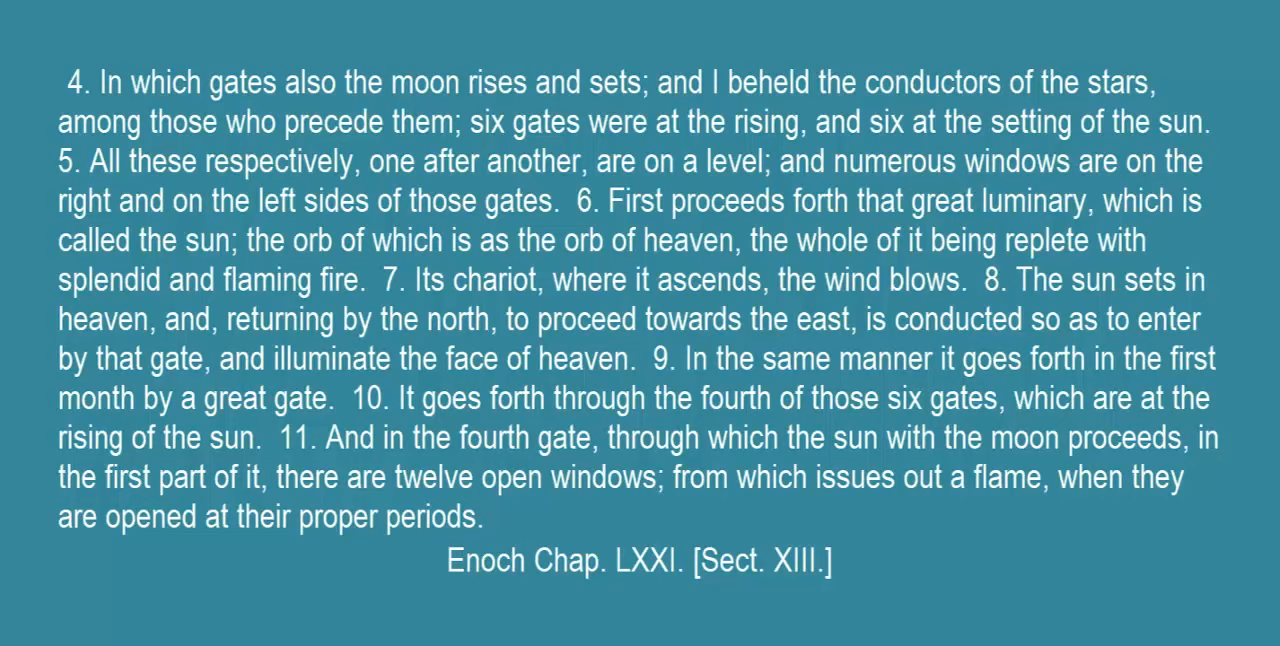 4. In which gates also the moon rises and sets; and I beheld the conductors of the stars,
among those who precede them; six gates were at the rising, and six at the setting of the sun.
5. All these respectively, one after another, are on a level; and numerous windows are on the
right and on the left sides of those gates.  6. First proceeds forth that great luminary, which is
called the sun; the orb of which is as the orb of heaven, the whole of it being replete with
splendid and flaming fire.  7. Its chariot, where it ascends, the wind blows.  8. The sun sets in
heaven, and, returning by the north, to proceed towards the east, is conducted so as to enter
by that gate, and illuminate the face of heaven.  9. In the same manner it goes forth in the first
month by a great gate.  10. It goes forth through the fourth of those six gates, which are at the
rising of the sun.  11. And in the fourth gate, through which the sun with the moon proceeds, in
the first part of it, there are twelve open windows; from which issues out a flame, when they
are opened at their proper periods.
Enoch Chap. LXXI. [Sect. XIII.]